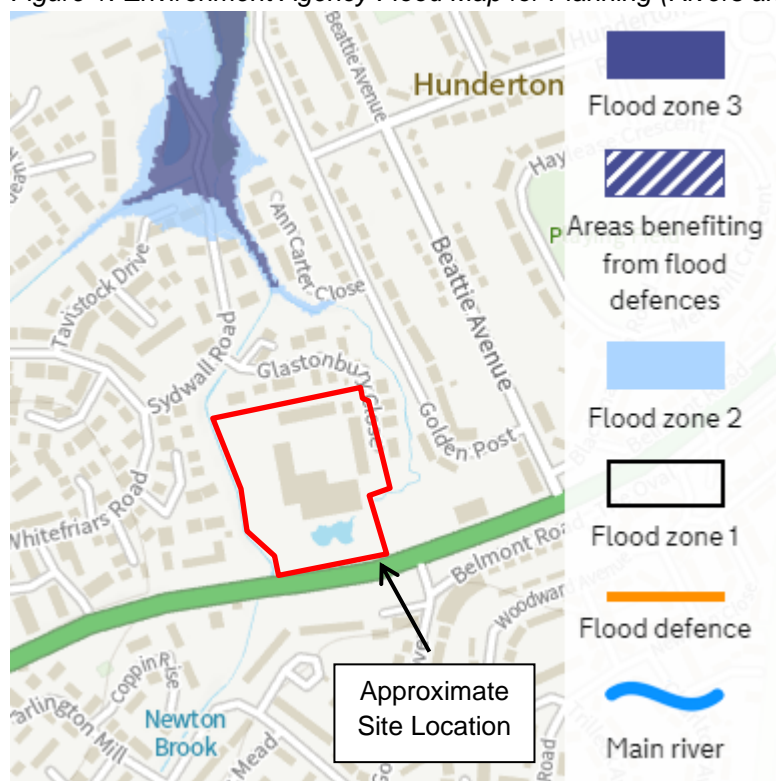 Figure 1: Environment Agency Flood Map for Planning (Rivers an
Hunderton
Beattie Avenue
Beattie Avenue
Ann Carter Close
Tavistock Drive
Sydwall Road
Glastonbury Close
Golden Post
Whitefriars Road
Belmont Road
Coppin Rise
Newton
Brook
Mead
Road
Approximate
Site Location
Flood zone 3
Areas benefiting
from flood
defences
Flood zone 2
Flood zone 1
Flood defence
Main river